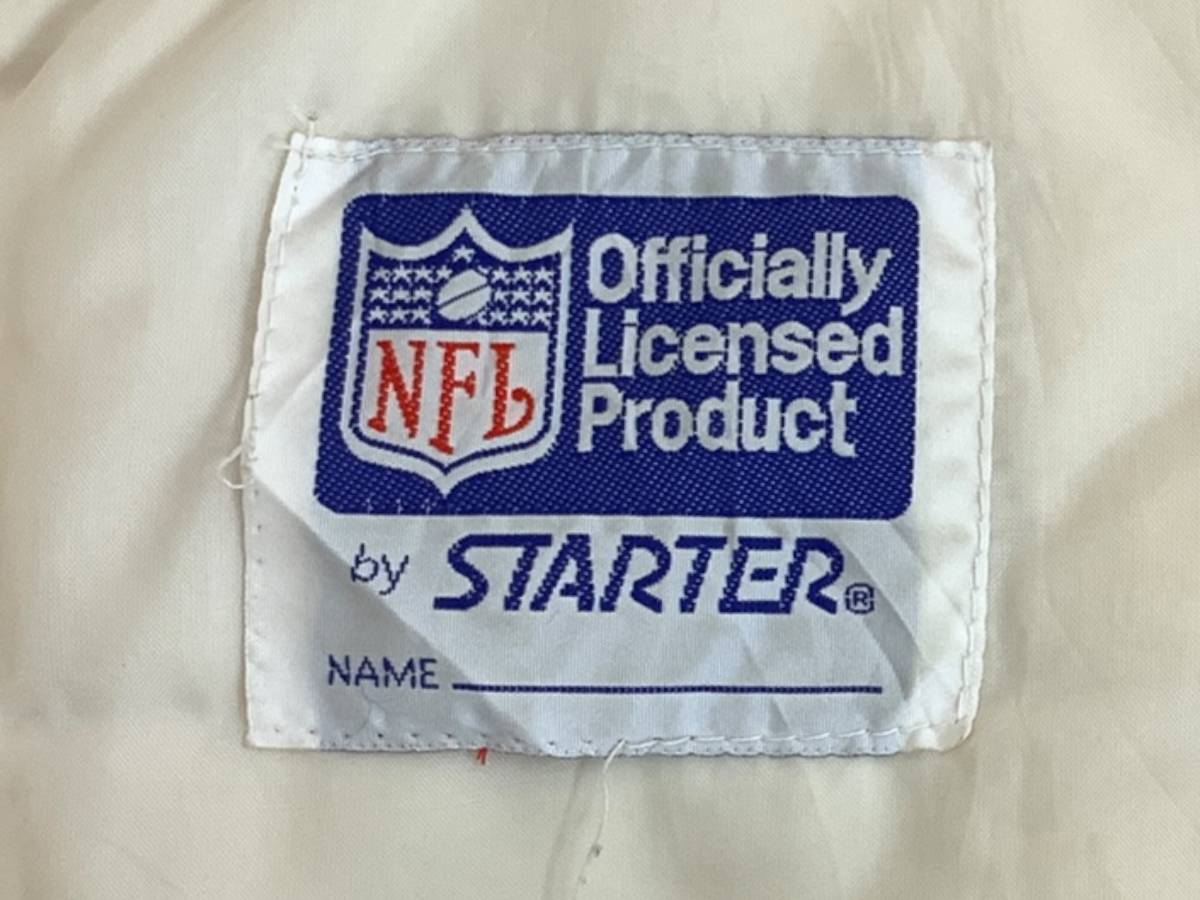 NFL
Officially
Licensed
Product
by STARTER®
NAME